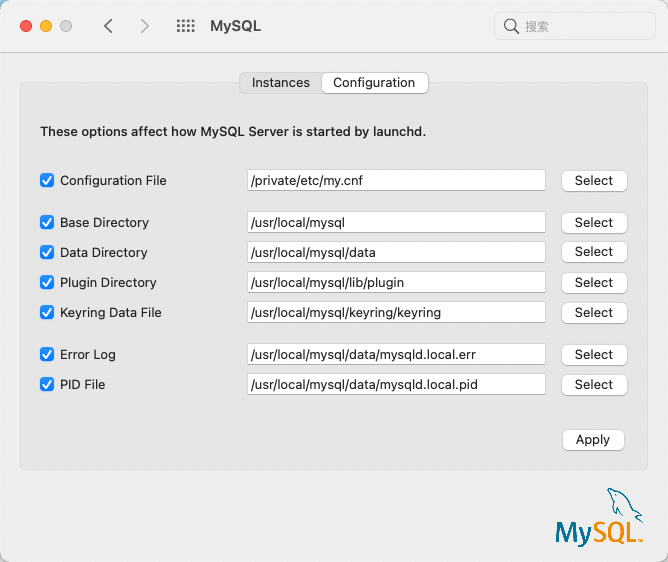 MySQL
搜索
Instances
Configuration
These options affect how MySQL Server is started by launchd.
Configuration File /private/etc/my.cnf Select
Base Directory /usr/local/mysql Select
Data Directory /usr/local/mysql/data Select
Plugin Directory /usr/local/mysql/lib/plugin Select
Keyring Data File /usr/local/mysql/keyring/keyring Select
Error Log /usr/local/mysql/data/mysqld.local.err Select
PID File /usr/local/mysql/data/mysqld.local.pid Select
Apply
MySQL